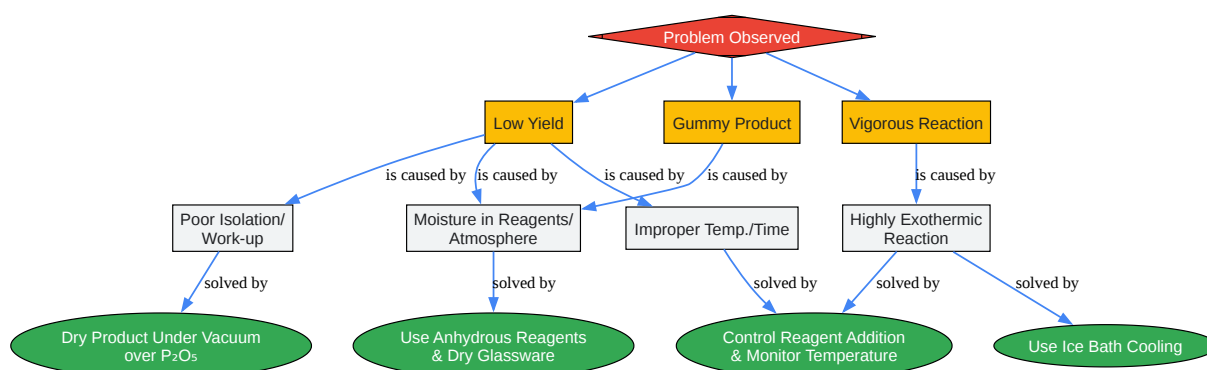 Problem Observed
Low Yield
Gummy Product
Vigorous Reaction
is caused by
is caused by
is caused by
is caused by
is caused by
Poor Isolation/
Work-up
Moisture in Reagents/
Atmosphere
Improper Temp./Time
Highly Exothermic
Reaction
solved by
solved by
solved by
solved by
solved by
Dry Product Under Vacuum
over P₂O₅
Use Anhydrous Reagents
& Dry Glassware
Control Reagent Addition
& Monitor Temperature
Use Ice Bath Cooling